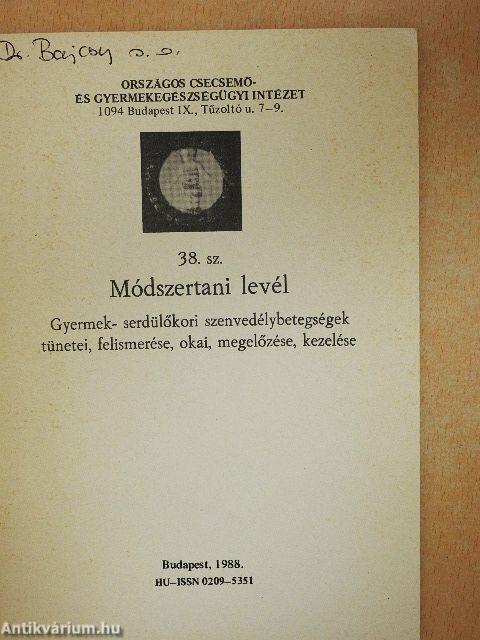 Dr. Bajcsy s. o.
ORSZÁGOS CSECSEMŐ-
ÉS GYERMEKEGÉSZSÉGÜGYI INTÉZET
1094 Budapest IX., Tűzoltó u. 7–9.
38. sz.
Módszertani levél
Gyermek- serdülőkori szenvedélybetegségek
tünetei, felismerése, okai, megelőzése, kezelése
Budapest, 1988.
HU–ISSN 0209–5351
Antikvárium.hu